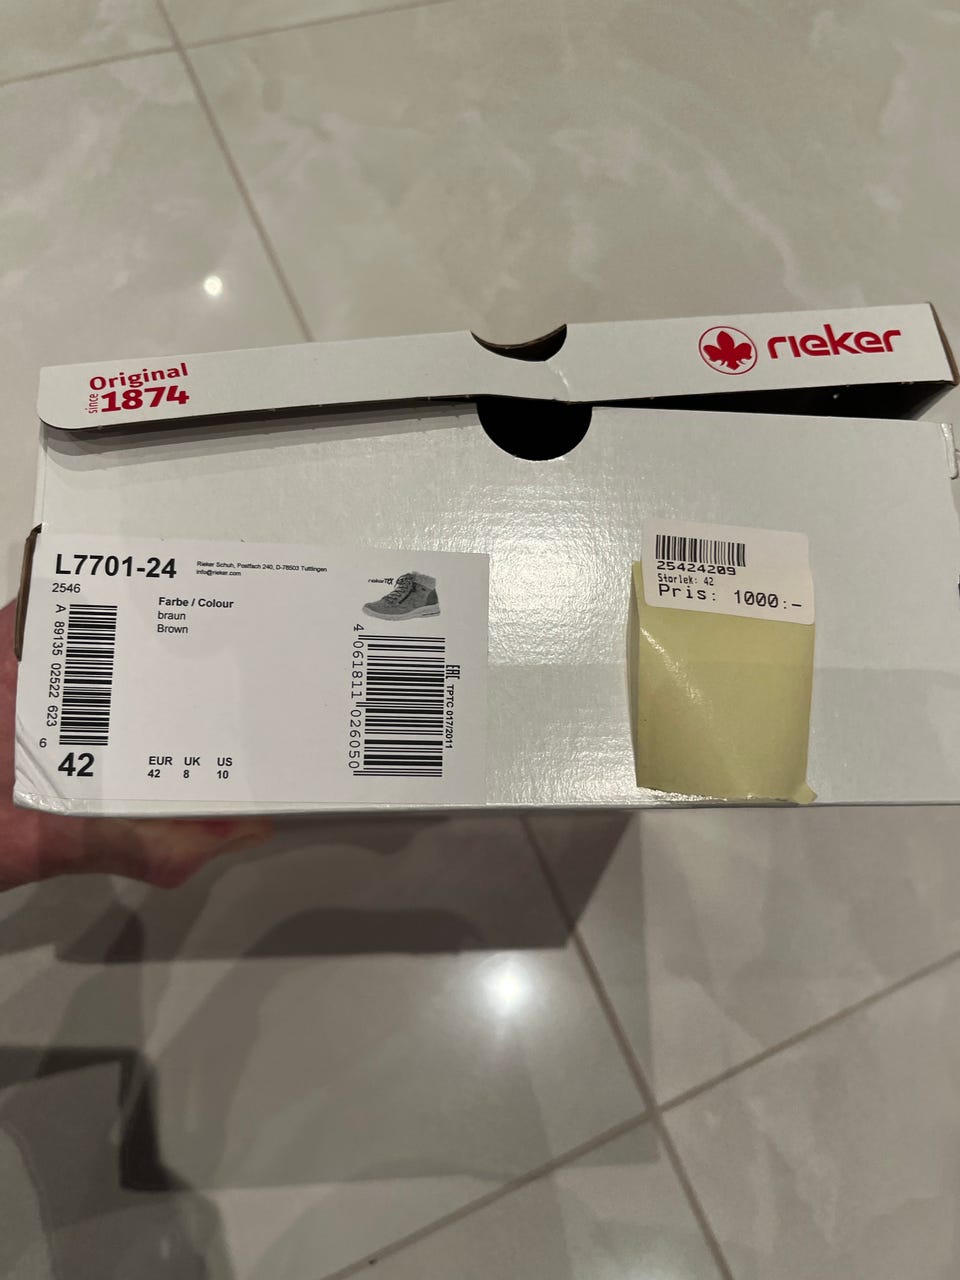 Original
since 1874
rieker
L7701-24
Rieker Schuh, Postfach 240, D-78503 Tuttlingen
info@rieker.com
2546
Farbe / Colour
braun
Brown
A 89135 02522 623 6
42
EUR UK US
42 8 10
riekerTEX
4 061811 026050
EAC TPTC 017/2011
25424209
Storlek: 42
Pris: 1000:-